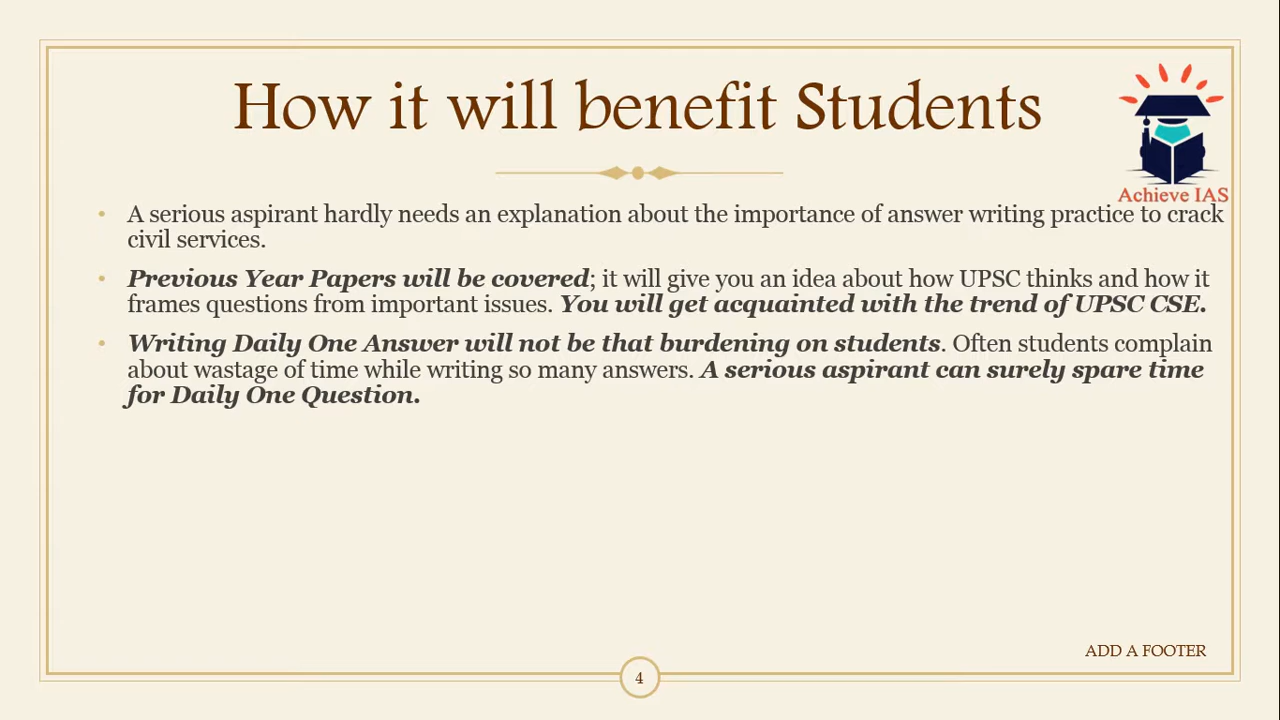 How it will benefit Students
Achieve IAS
• A serious aspirant hardly needs an explanation about the importance of answer writing practice to crack
civil services.
• Previous Year Papers will be covered; it will give you an idea about how UPSC thinks and how it
frames questions from important issues. You will get acquainted with the trend of UPSC CSE.
• Writing Daily One Answer will not be that burdening on students. Often students complain
about wastage of time while writing so many answers. A serious aspirant can surely spare time
for Daily One Question.
ADD A FOOTER
4